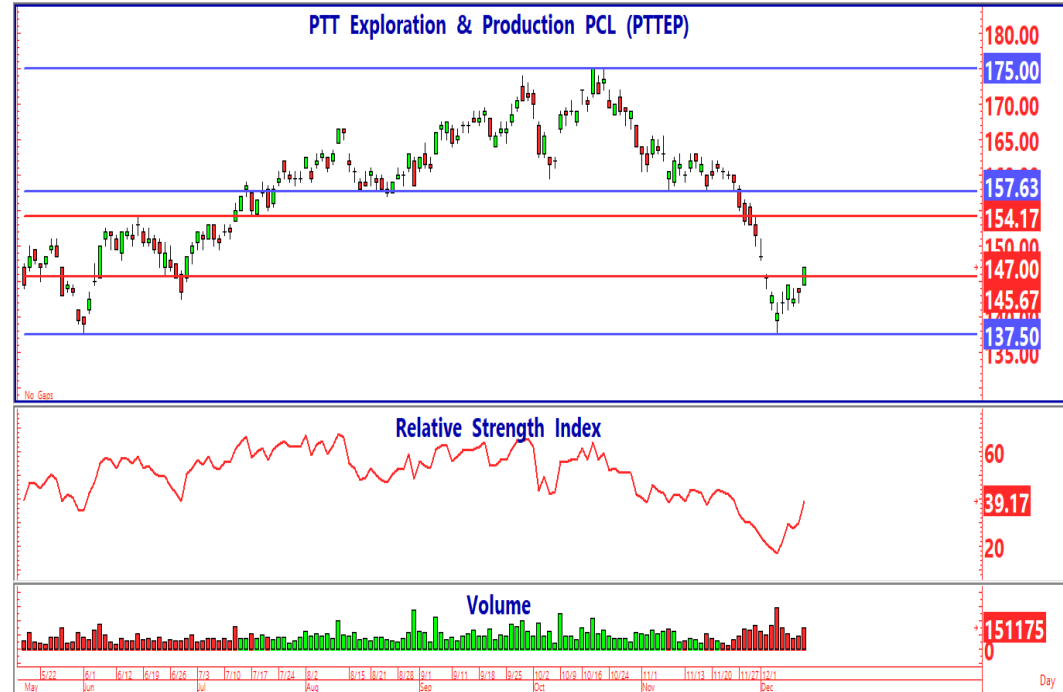 PTT Exploration & Production PCL (PTTEP)
180.00
175.00
170.00
165.00
157.63
154.17
150.00
147.00
145.67
137.50
135.00
No Gaps
Relative Strength Index
60
39.17
20
Volume
151175
0
5/22 6/1 6/12 6/19 6/26 7/3 7/10 7/17 7/24 8/2 8/15 8/21 8/28 9/1 9/11 9/18 9/25 10/2 10/9 10/16 10/24 11/1 11/13 11/20 11/27 12/1
May Jun Jul Aug Sep Oct Nov Dec
Day